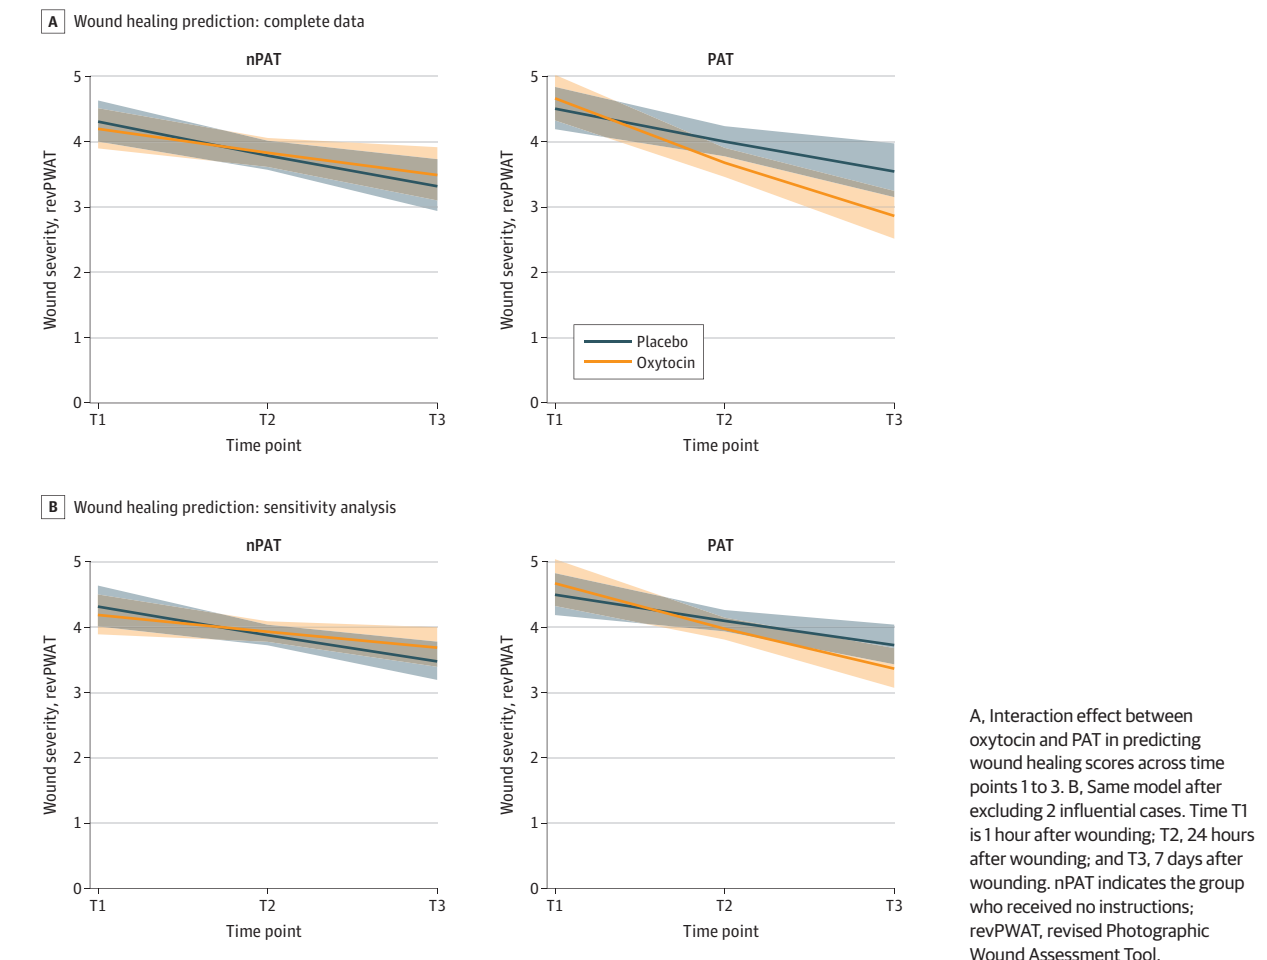 A Wound healing prediction: complete data
nPAT
5
4
3
2
1
0
Wound severity, revPWAT
T1 T2 T3
Time point
PAT
5
4
3
2
1
0
Wound severity, revPWAT
Placebo
Oxytocin
T1 T2 T3
Time point
B Wound healing prediction: sensitivity analysis
nPAT
5
4
3
2
1
0
Wound severity, revPWAT
T1 T2 T3
Time point
PAT
5
4
3
2
1
0
Wound severity, revPWAT
T1 T2 T3
Time point
A, Interaction effect between
oxytocin and PAT in predicting
wound healing scores across time
points 1 to 3. B, Same model after
excluding 2 influential cases. Time T1
is 1 hour after wounding; T2, 24 hours
after wounding; and T3, 7 days after
wounding. nPAT indicates the group
who received no instructions;
revPWAT, revised Photographic
Wound Assessment Tool.